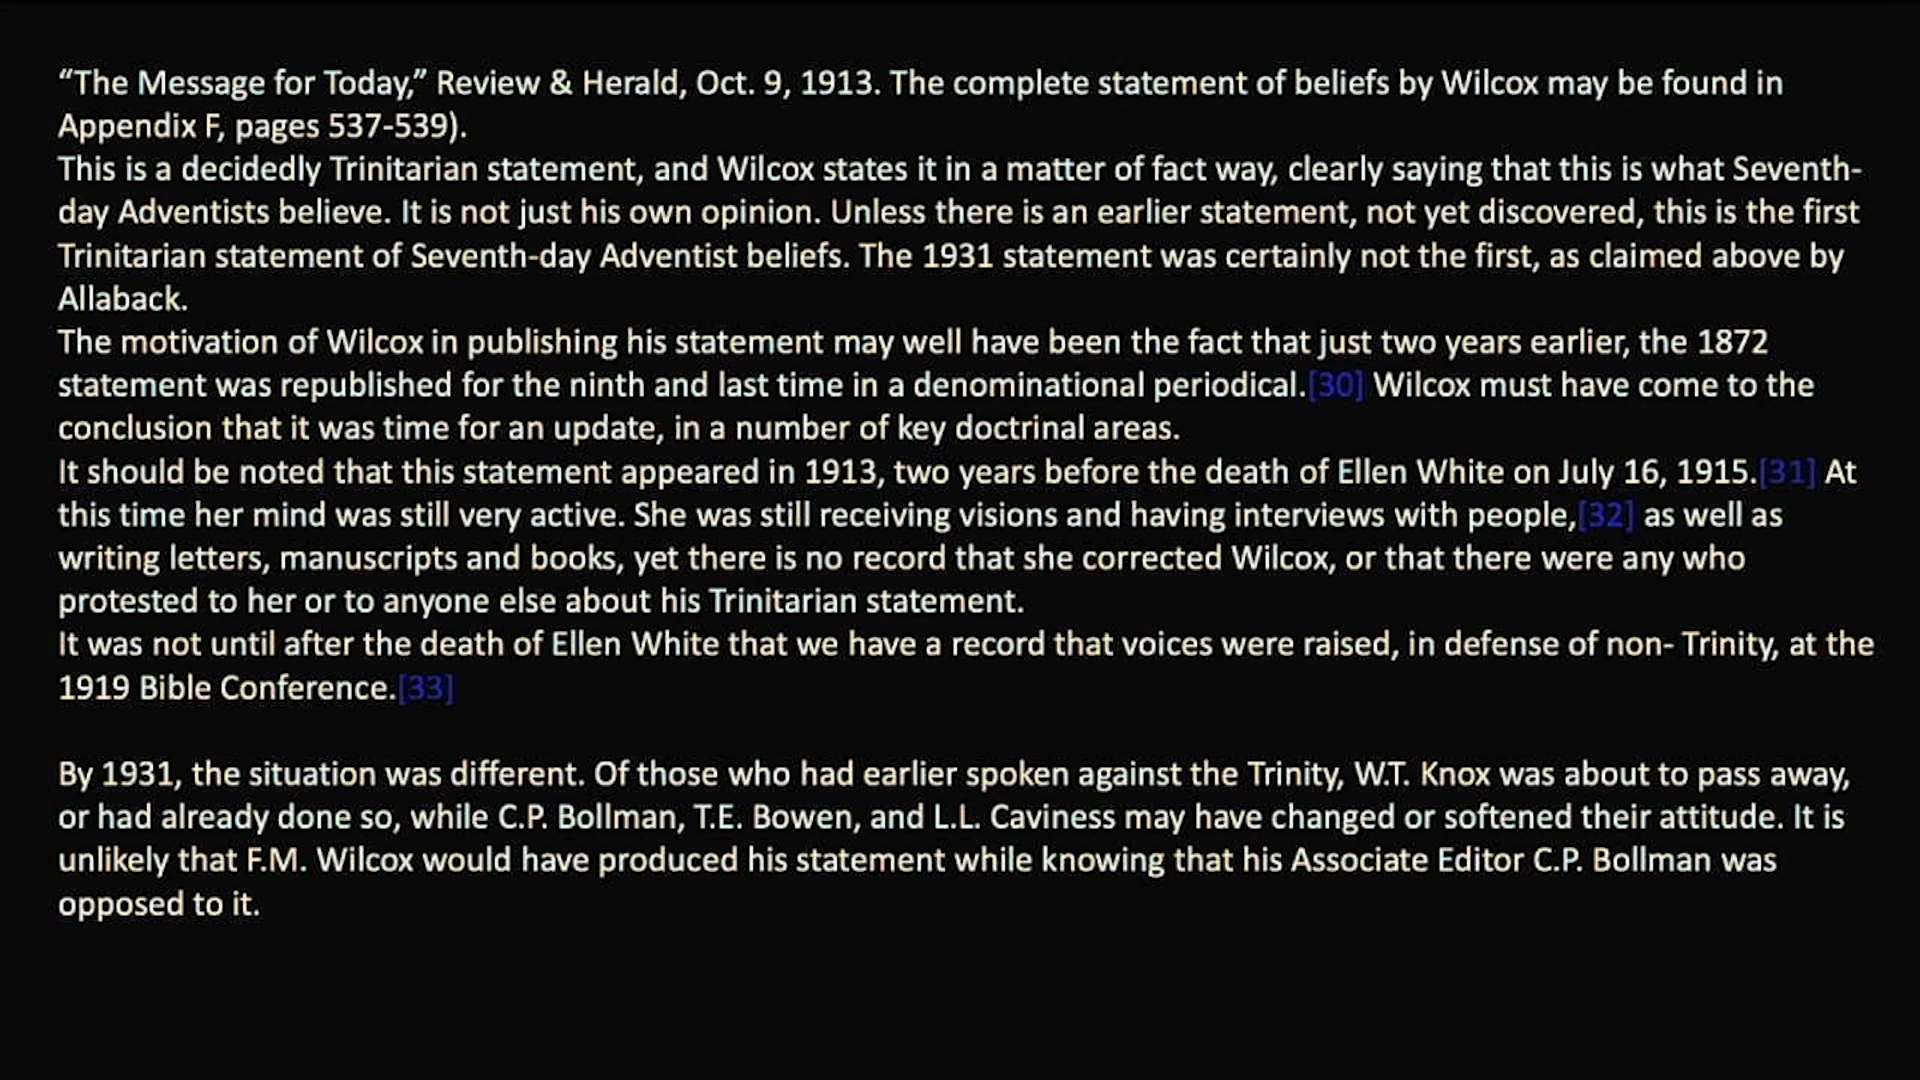 “The Message for Today,” Review & Herald, Oct. 9, 1913. The complete statement of beliefs by Wilcox may be found in
Appendix F, pages 537-539).
This is a decidedly Trinitarian statement, and Wilcox states it in a matter of fact way, clearly saying that this is what Seventh-
day Adventists believe. It is not just his own opinion. Unless there is an earlier statement, not yet discovered, this is the first
Trinitarian statement of Seventh-day Adventist beliefs. The 1931 statement was certainly not the first, as claimed above by
Allaback.
The motivation of Wilcox in publishing his statement may well have been the fact that just two years earlier, the 1872
statement was republished for the ninth and last time in a denominational periodical.[30] Wilcox must have come to the
conclusion that it was time for an update, in a number of key doctrinal areas.
It should be noted that this statement appeared in 1913, two years before the death of Ellen White on July 16, 1915.[31] At
this time her mind was still very active. She was still receiving visions and having interviews with people,[32] as well as
writing letters, manuscripts and books, yet there is no record that she corrected Wilcox, or that there were any who
protested to her or to anyone else about his Trinitarian statement.
It was not until after the death of Ellen White that we have a record that voices were raised, in defense of non- Trinity, at the
1919 Bible Conference.[33]
By 1931, the situation was different. Of those who had earlier spoken against the Trinity, W.T. Knox was about to pass away,
or had already done so, while C.P. Bollman, T.E. Bowen, and L.L. Caviness may have changed or softened their attitude. It is
unlikely that F.M. Wilcox would have produced his statement while knowing that his Associate Editor C.P. Bollman was
opposed to it.